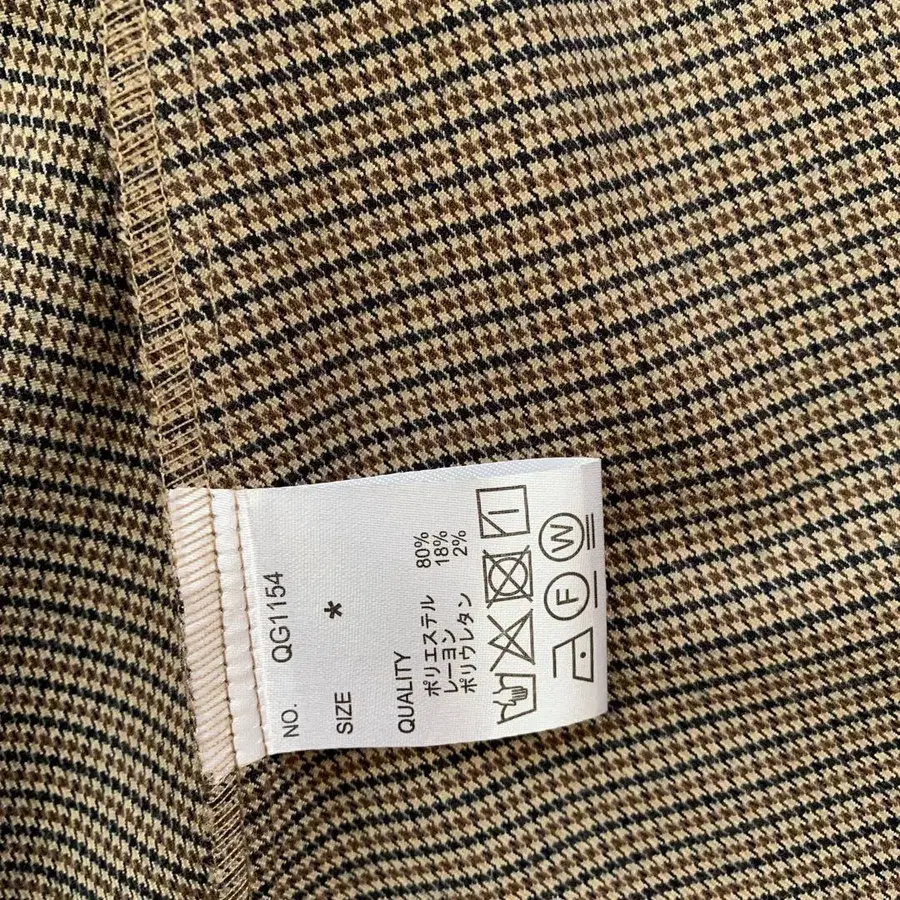 NO. QG1154
SIZE *
QUALITY
ポリエステル 80%
レーヨン 18%
ポリウレタン 2%
F W